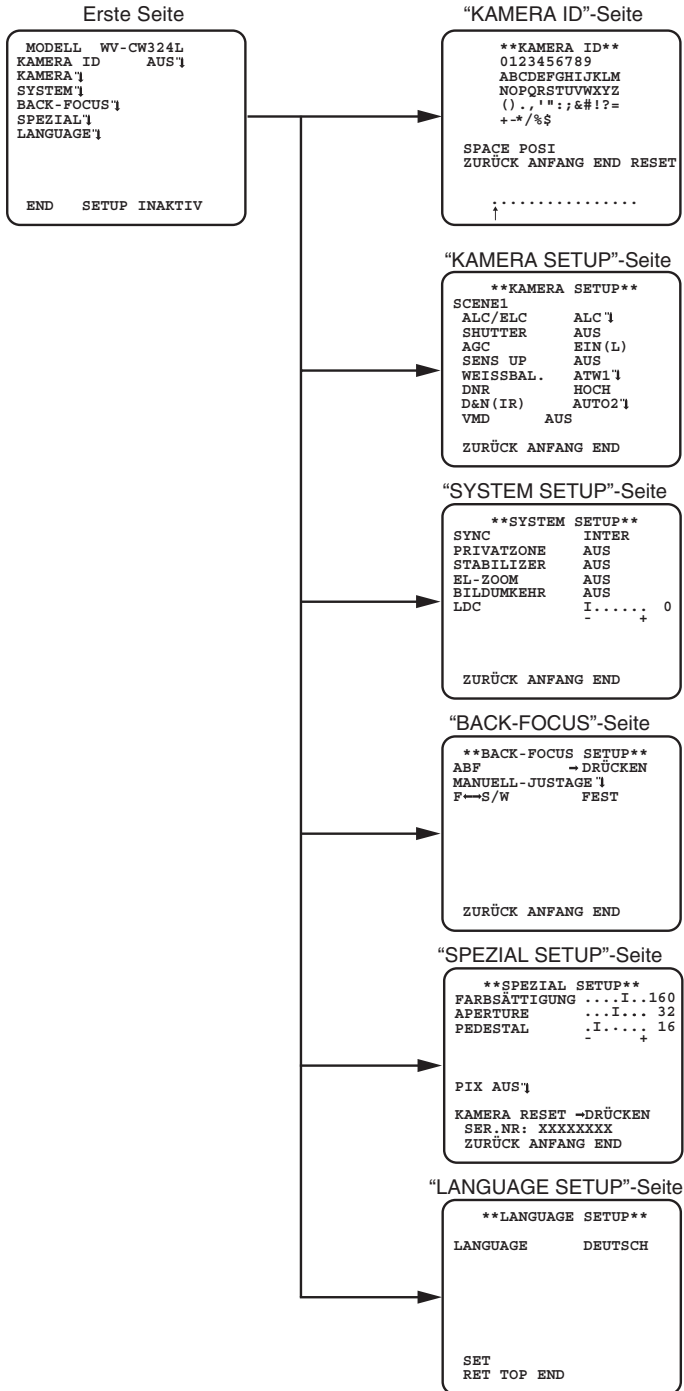 Erste Seite
MODELL WV-CW324L
KAMERA ID AUS
KAMERA
SYSTEM
BACK-FOCUS
SPEZIAL
LANGUAGE
END SETUP INAKTIV
“KAMERA ID”-Seite
**KAMERA ID**
0123456789
ABCDEFGHIJKLM
NOPQRSTUVWXYZ
().,'":;&#!?=
+-*/%$
SPACE POSI
ZURÜCK ANFANG END RESET
................
↑
“KAMERA SETUP”-Seite
**KAMERA SETUP**
SCENE1
ALC/ELC ALC
SHUTTER AUS
AGC EIN(L)
SENS UP AUS
WEISSBAL. ATW1
DNR HOCH
D&N(IR) AUTO2
VMD AUS
ZURÜCK ANFANG END
“SYSTEM SETUP”-Seite
**SYSTEM SETUP**
SYNC INTER
PRIVATZONE AUS
STABILIZER AUS
EL-ZOOM AUS
BILDUMKEHR AUS
LDC I...... 0
- +
ZURÜCK ANFANG END
“BACK-FOCUS”-Seite
**BACK-FOCUS SETUP**
ABF →DRÜCKEN
MANUELL-JUSTAGE
F←→S/W FEST
ZURÜCK ANFANG END
“SPEZIAL SETUP”-Seite
**SPEZIAL SETUP**
FARBSÄTTIGUNG ....I..160
APERTURE ...I... 32
PEDESTAL .I..... 16
- +
PIX AUS
KAMERA RESET →DRÜCKEN
SER.NR: XXXXXXXX
ZURÜCK ANFANG END
“LANGUAGE SETUP”-Seite
**LANGUAGE SETUP**
LANGUAGE DEUTSCH
SET
RET TOP END